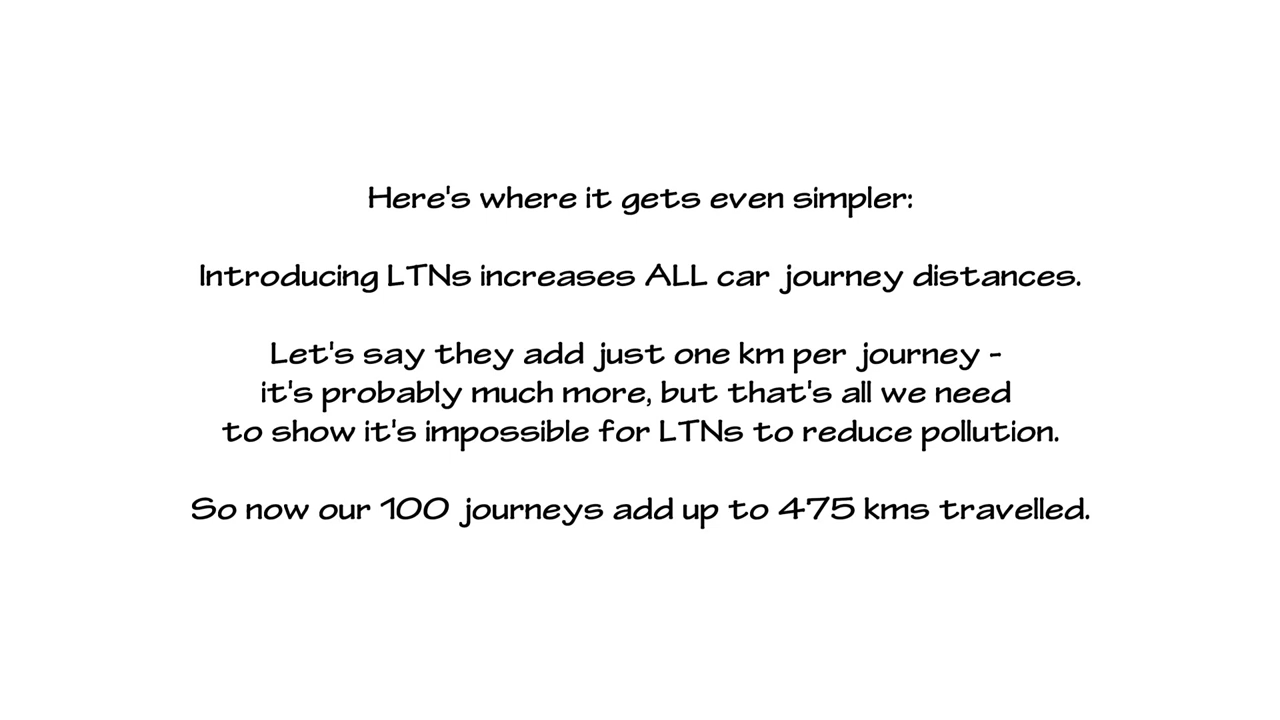 Here's where it gets even simpler:
Introducing LTNs increases ALL car journey distances.
Let's say they add just one km per journey -
it's probably much more, but that's all we need
to show it's impossible for LTNs to reduce pollution.
So now our 100 journeys add up to 475 kms travelled.